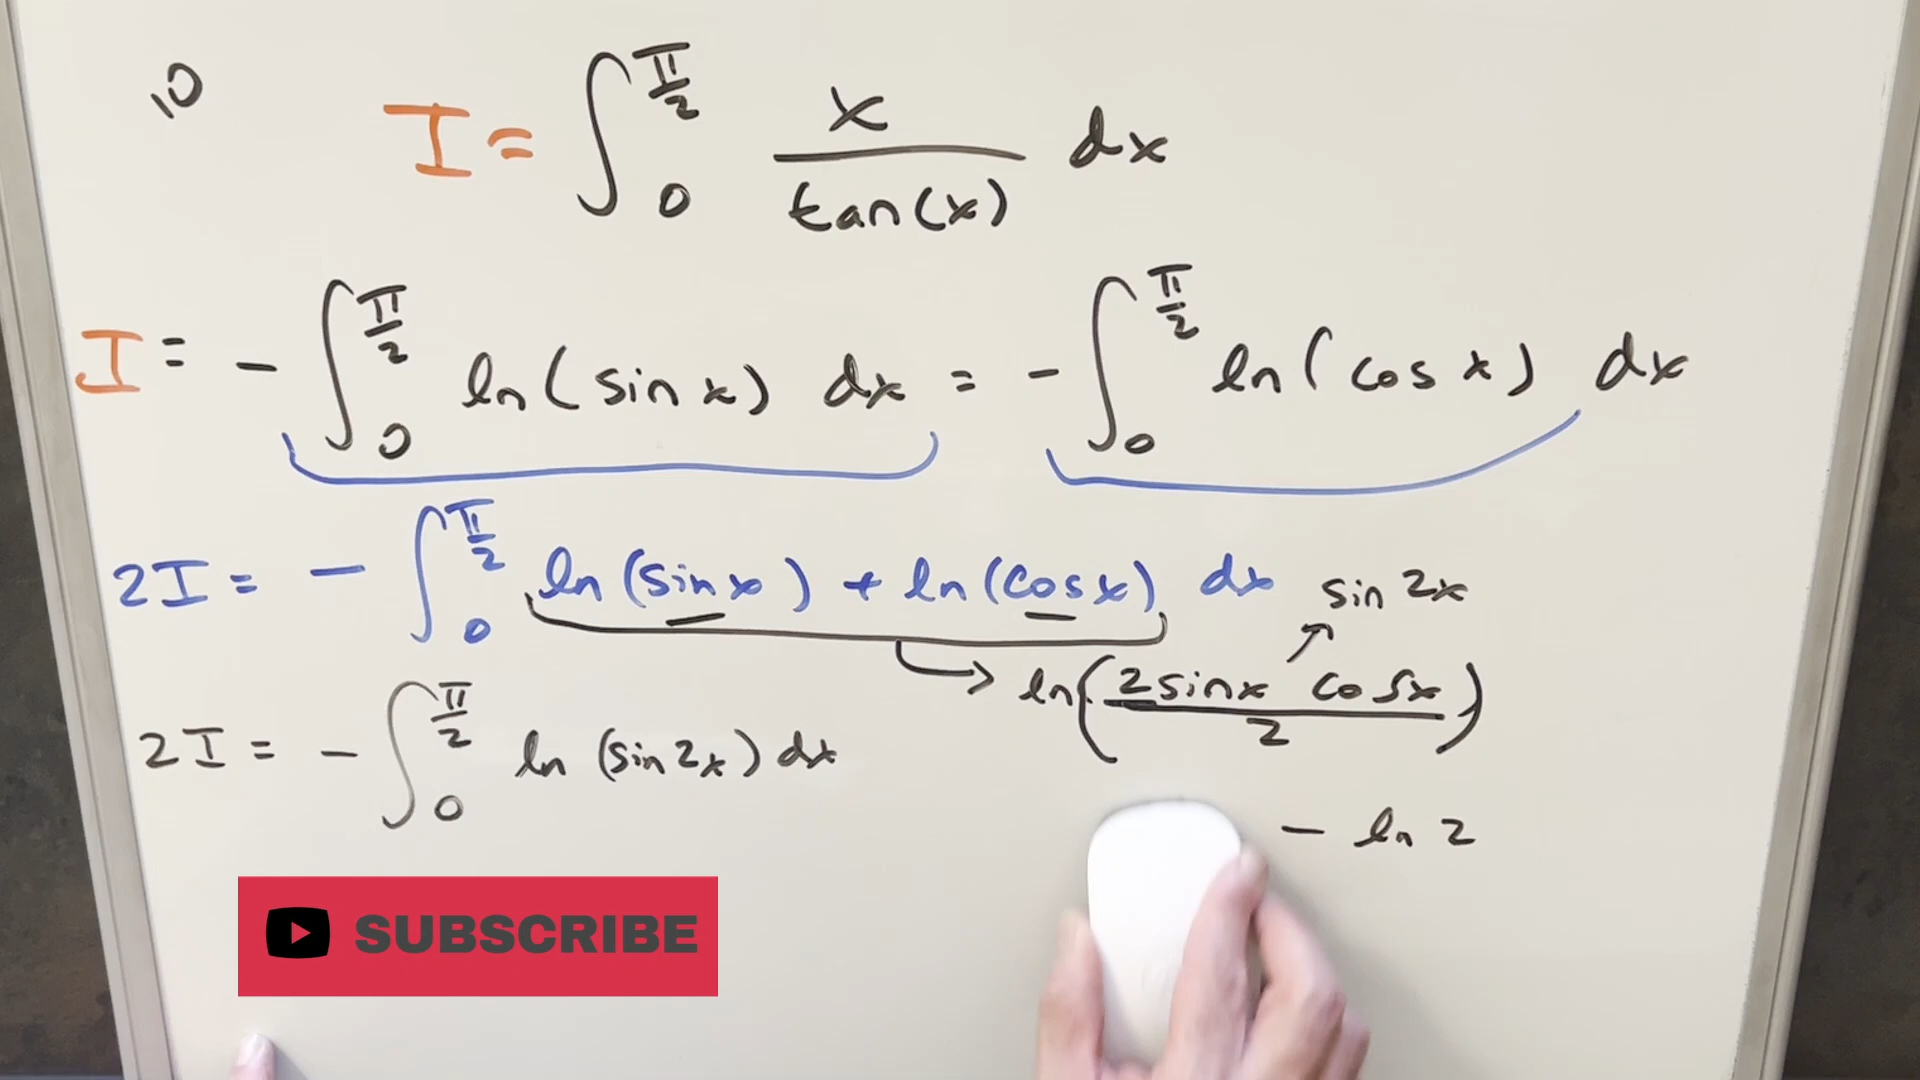 10
I = ∫₀^{π/2} x / tan(x) dx
I = - ∫₀^{π/2} ln(sin x) dx = - ∫₀^{π/2} ln(cos x) dx
2I = - ∫₀^{π/2} ln(sin x) + ln(cos x) dx
sin 2x
ln(2 sin x cos x / 2)
2I = - ∫₀^{π/2} ln(sin 2x) dx
- ln 2
SUBSCRIBE